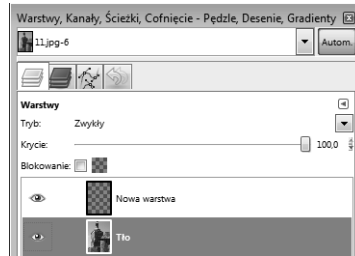 Warstwy, Kanały, Ścieżki, Cofnięcie - Pędzle, Desenie, Gradienty
11.jpg-6
Autom.
Warstwy
Tryb: Zwykły
Krycie: 100,0
Blokowanie:
Nowa warstwa
Tło